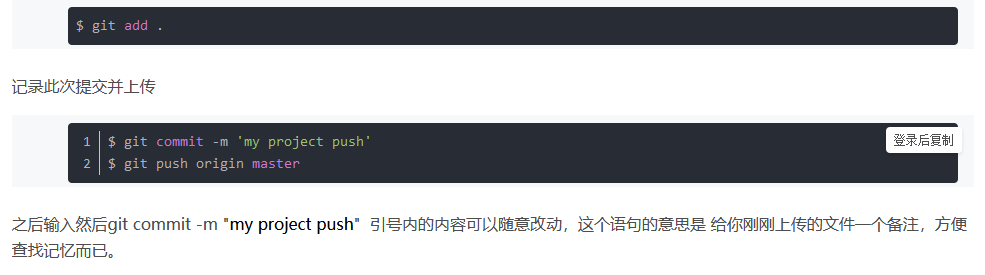 $ git add .
记录此次提交并上传
1 $ git commit -m 'my project push'
登录后复制
2 $ git push origin master
之后输入然后git commit -m "my project push" 引号内的内容可以随意改动，这个语句的意思是 给你刚刚上传的文件一个备注，方便
查找记忆而已。